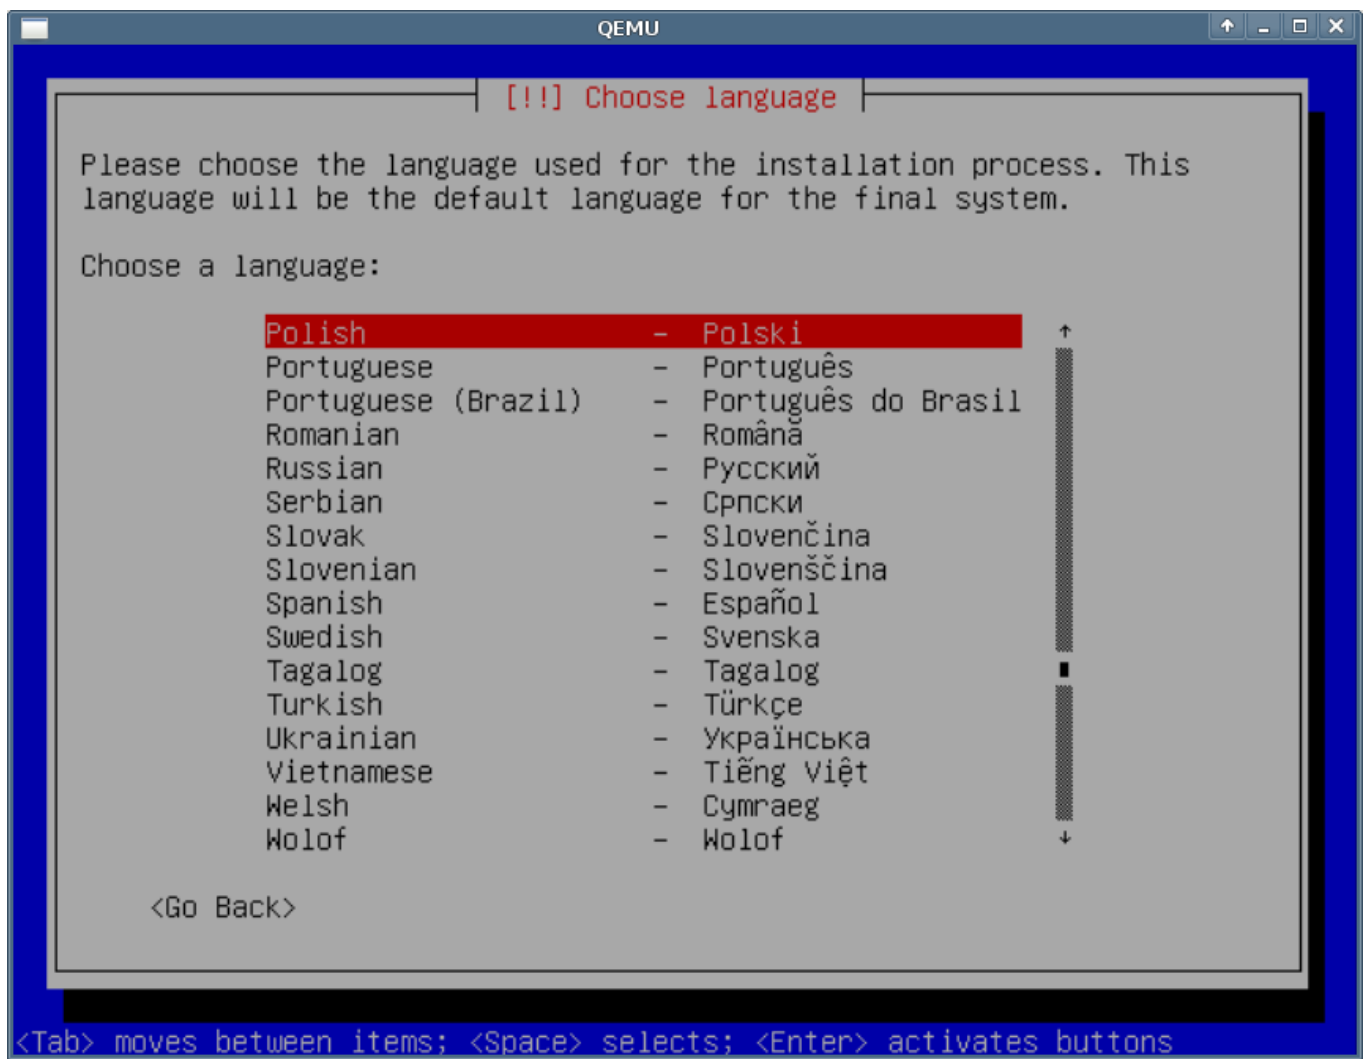 QEMU
[!!] Choose language
Please choose the language used for the installation process. This
language will be the default language for the final system.
Choose a language:
Polish - Polski
Portuguese - Português
Portuguese (Brazil) - Português do Brasil
Romanian - Română
Russian - Русский
Serbian - Српски
Slovak - Slovenčina
Slovenian - Slovenščina
Spanish - Español
Swedish - Svenska
Tagalog - Tagalog
Turkish - Türkçe
Ukrainian - Українська
Vietnamese - Tiếng Việt
Welsh - Cymraeg
Wolof - Wolof
<Go Back>
<Tab> moves between items; <Space> selects; <Enter> activates buttons